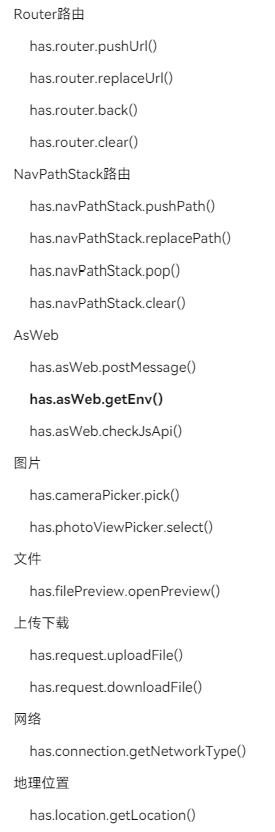 Router路由
has.router.pushUrl()
has.router.replaceUrl()
has.router.back()
has.router.clear()
NavPathStack路由
has.navPathStack.pushPath()
has.navPathStack.replacePath()
has.navPathStack.pop()
has.navPathStack.clear()
AsWeb
has.asWeb.postMessage()
has.asWeb.getEnv()
has.asWeb.checkJsApi()
图片
has.cameraPicker.pick()
has.photoViewPicker.select()
文件
has.filePreview.openPreview()
上传下载
has.request.uploadFile()
has.request.downloadFile()
网络
has.connection.getNetworkType()
地理位置
has.location.getLocation()